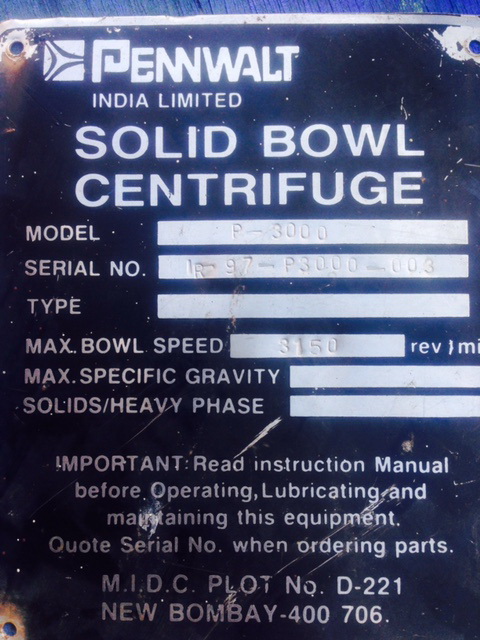 PENNWALT
INDIA LIMITED
SOLID BOWL
CENTRIFUGE
MODEL P-3000
SERIAL NO. LR-97-P3000-003
TYPE
MAX. BOWL SPEED 3150 rev/mi
MAX. SPECIFIC GRAVITY
SOLIDS/HEAVY PHASE
IMPORTANT: Read instruction Manual
before Operating, Lubricating and
maintaining this equipment.
Quote Serial No. when ordering parts.
M.I.D.C. PLOT No. D-221
NEW BOMBAY-400 706.